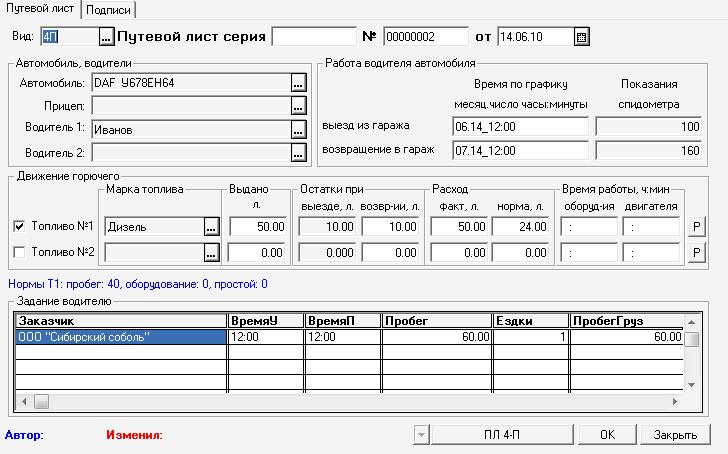 Путевой лист Подписи
Вид: 4П ... Путевой лист серия № 00000002 от 14.06.10
Автомобиль, водители Работа водителя автомобиля
Автомобиль: DAF У678ЕН64 ... Время по графику Показания
Прицеп: ... месяц.число часы:минуты спидометра
Водитель 1: Иванов ... выезд из гаража 06.14_12:00 100
Водитель 2: ... возвращение в гараж 07.14_12:00 160
Движение горючего
Марка топлива Выдано Остатки при Расход Время работы, ч:мин
л. выезде, л. возвр-ии, л. факт, л. норма, л. оборуд-ия двигателя
Топливо №1 Дизель ... 50.00 10.00 10.00 50.00 24.00 : : Р
Топливо №2 ... 0.00 0.000 0.00 0.00 0.00 : : Р
Нормы Т1: пробег: 40, оборудование: 0, простой: 0
Задание водителю
Заказчик ВремяУ ВремяП Пробег Ездки ПробегГруз
ООО "Сибирский соболь" 12:00 12:00 60.00 1 60.00
Автор: Изменил: ПЛ 4-П OK Закрыть